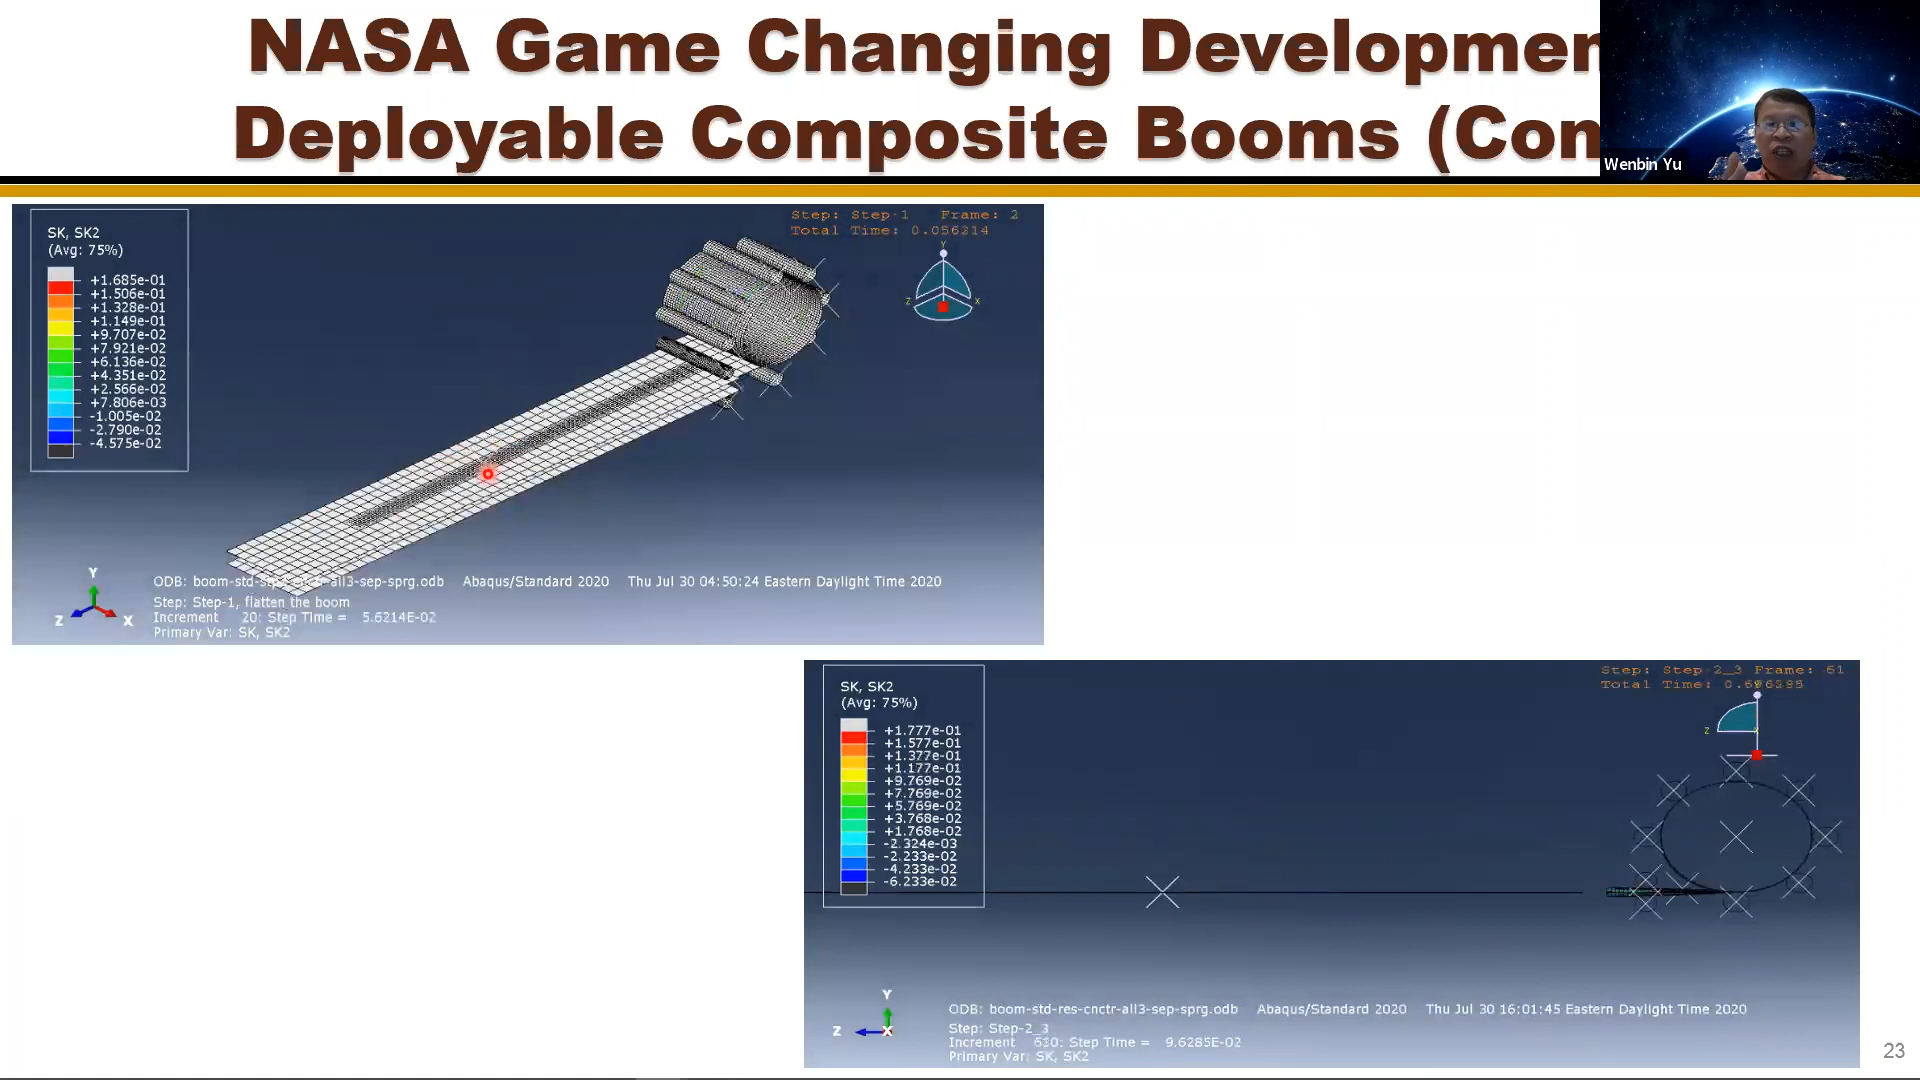 NASA Game Changing Developmen
Deployable Composite Booms (Con
Wenbin Yu
SK, SK2
(Avg: 75%)
+1.685e-01
+1.506e-01
+1.328e-01
+1.149e-01
+9.707e-02
+7.921e-02
+6.136e-02
+4.351e-02
+2.566e-02
+7.806e-03
-1.005e-02
-2.790e-02
-4.575e-02
Step: Step-1 Frame: 2
Total Time: 0.056214
Y
Z
X
Y
Z
X
ODB: boom-std- -all3-sep-sprg.odb Abaqus/Standard 2020 Thu Jul 30 04:50:24 Eastern Daylight Time 2020
Step: Step-1, flatten the boom
Increment 20: Step Time = 5.6214E-02
Primary Var: SK, SK2
SK, SK2
(Avg: 75%)
+1.777e-01
+1.577e-01
+1.377e-01
+1.177e-01
+9.769e-02
+7.769e-02
+5.769e-02
+3.768e-02
+1.768e-02
-2.324e-03
-2.233e-02
-4.233e-02
-6.233e-02
Step: Step-2_3 Frame: 61
Total Time:
Z
Y
Z
X
ODB: boom-std-res-cnctr-all3-sep-sprg.odb Abaqus/Standard 2020 Thu Jul 30 16:01:45 Eastern Daylight Time 2020
Step: Step-2_3
Increment 610: Step Time = 9.6285E-02
Primary Var: SK, SK2
23